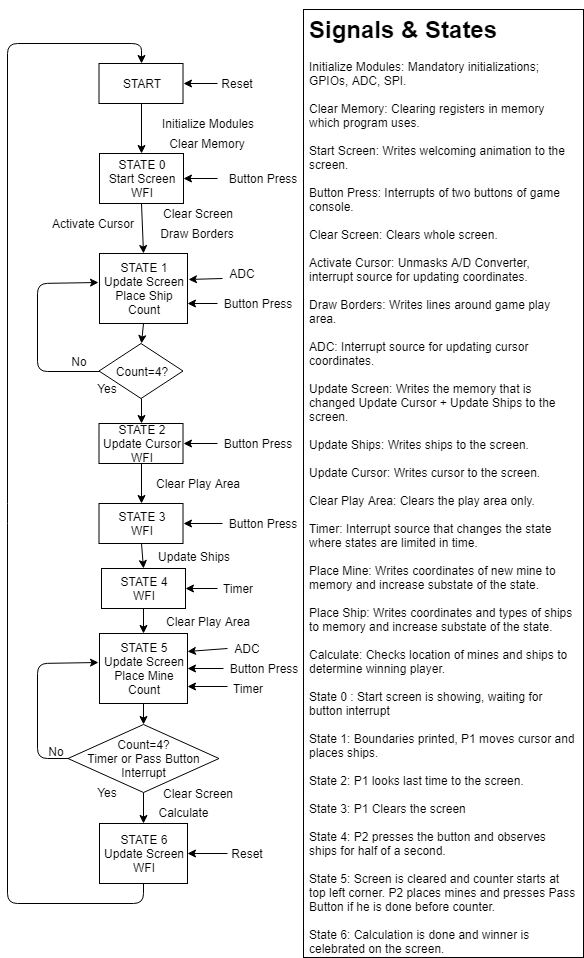 START
Reset
Initialize Modules
Clear Memory
STATE 0
Start Screen
WFI
Button Press
Activate Cursor
Clear Screen
Draw Borders
STATE 1
Update Screen
Place Ship
Count
ADC
Button Press
No
Count=4?
Yes
STATE 2
Update Cursor
WFI
Button Press
Clear Play Area
STATE 3
WFI
Button Press
Update Ships
STATE 4
WFI
Timer
Clear Play Area
STATE 5
Update Screen
Place Mine
Count
ADC
Button Press
Timer
No
Count=4?
Timer or Pass Button
Interrupt
Yes
Clear Screen
Calculate
STATE 6
Update Screen
WFI
Reset
Signals & States
Initialize Modules: Mandatory initializations;
GPIOs, ADC, SPI.
Clear Memory: Clearing registers in memory
which program uses.
Start Screen: Writes welcoming animation to the
screen.
Button Press: Interrupts of two buttons of game
console.
Clear Screen: Clears whole screen.
Activate Cursor: Unmasks A/D Converter,
interrupt source for updating coordinates.
Draw Borders: Writes lines around game play
area.
ADC: Interrupt source for updating cursor
coordinates.
Update Screen: Writes the memory that is
changed Update Cursor + Update Ships to the
screen.
Update Ships: Writes ships to the screen.
Update Cursor: Writes cursor to the screen.
Clear Play Area: Clears the play area only.
Timer: Interrupt source that changes the state
where states are limited in time.
Place Mine: Writes coordinates of new mine to
memory and increase substate of the state.
Place Ship: Writes coordinates and types of ships
to memory and increase substate of the state.
Calculate: Checks location of mines and ships to
determine winning player.
State 0 : Start screen is showing, waiting for
button interrupt
State 1: Boundaries printed, P1 moves cursor and
places ships.
State 2: P1 looks last time to the screen.
State 3: P1 Clears the screen
State 4: P2 presses the button and observes
ships for half of a second.
State 5: Screen is cleared and counter starts at
top left corner. P2 places mines and presses Pass
Button if he is done before counter.
State 6: Calculation is done and winner is
celebrated on the screen.